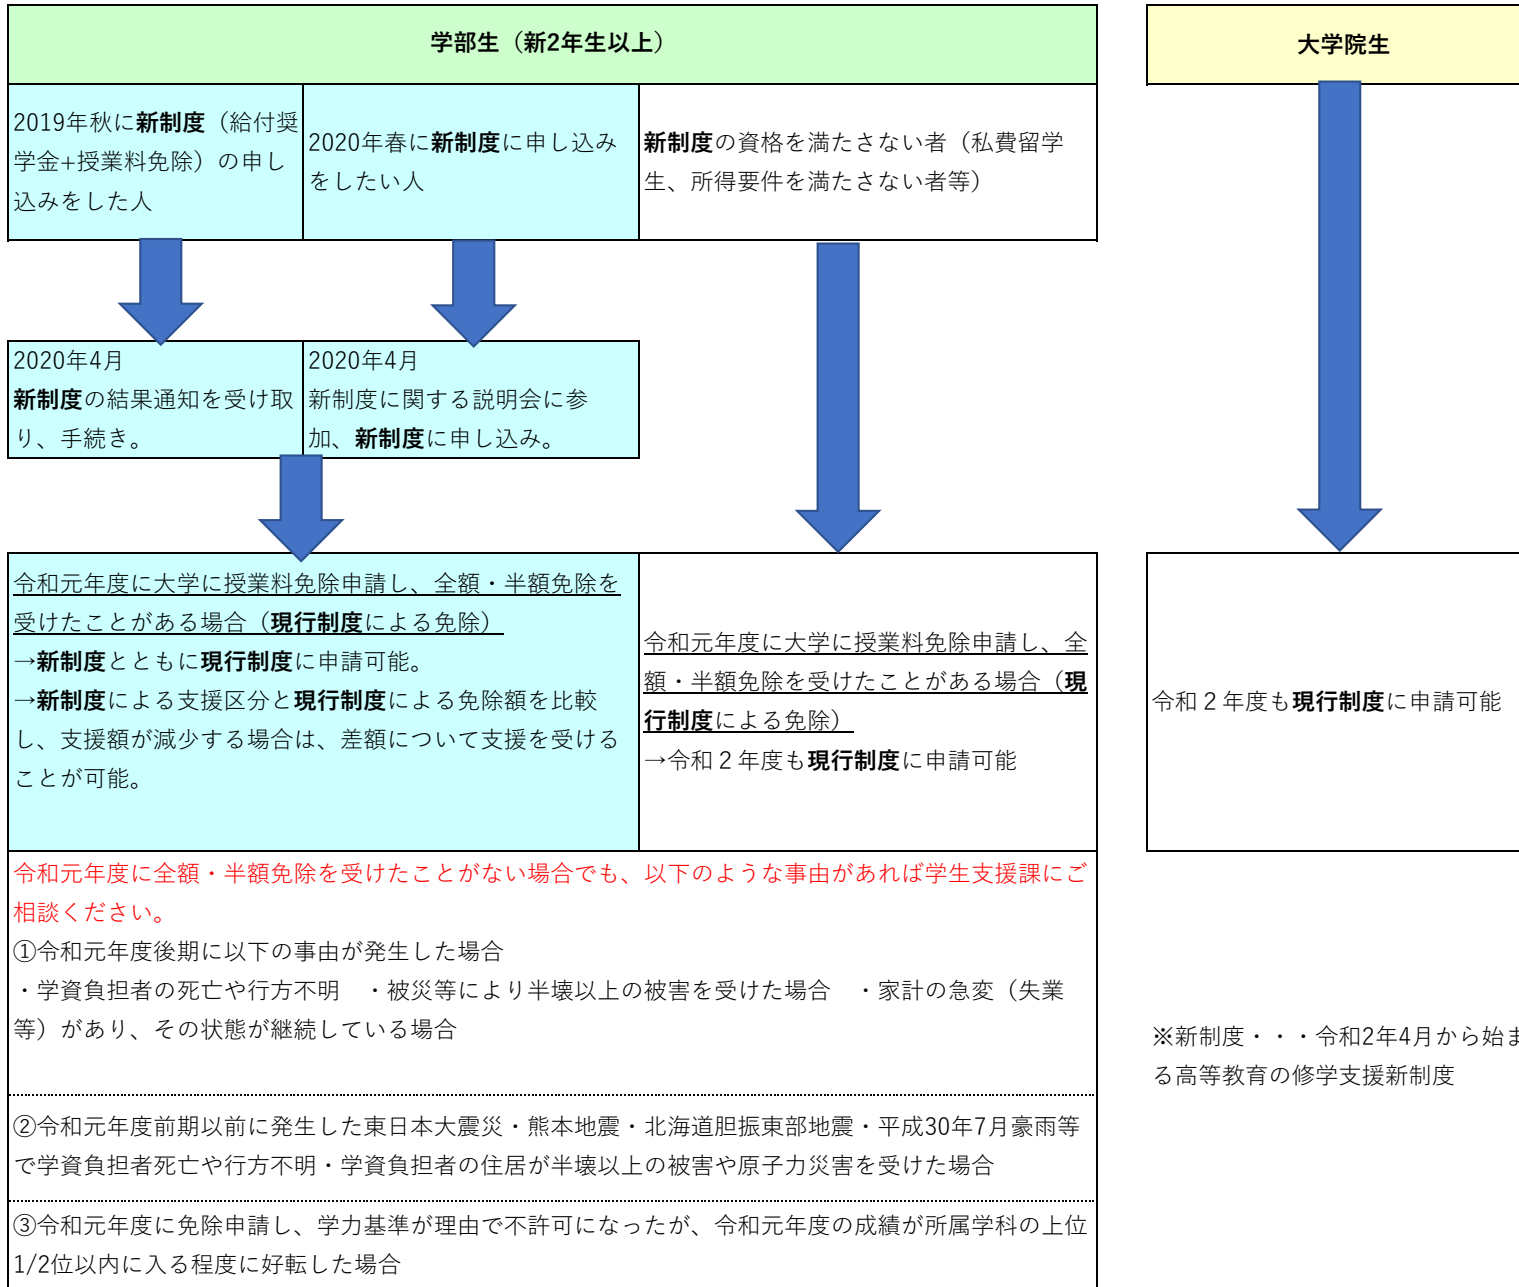 学部生（新2年生以上）
大学院生
2019年秋に新制度（給付奨
学金+授業料免除）の申し
込みをした人
2020年春に新制度に申し込み
をしたい人
新制度の資格を満たさない者（私費留学
生、所得要件を満たさない者等）
2020年4月
新制度の結果通知を受け取
り、手続き。
2020年4月
新制度に関する説明会に参
加、新制度に申し込み。
令和元年度に大学に授業料免除申請し、全額・半額免除を
受けたことがある場合（現行制度による免除）
→新制度とともに現行制度に申請可能。
→新制度による支援区分と現行制度による免除額を比較
し、支援額が減少する場合は、差額について支援を受ける
ことが可能。
令和元年度に大学に授業料免除申請し、全
額・半額免除を受けたことがある場合（現
行制度による免除）
→令和２年度も現行制度に申請可能
令和２年度も現行制度に申請可能
令和元年度に全額・半額免除を受けたことがない場合でも、以下のような事由があれば学生支援課にご
相談ください。
①令和元年度後期に以下の事由が発生した場合
・学資負担者の死亡や行方不明　・被災等により半壊以上の被害を受けた場合　・家計の急変（失業
等）があり、その状態が継続している場合
②令和元年度前期以前に発生した東日本大震災・熊本地震・北海道胆振東部地震・平成30年7月豪雨等
で学資負担者死亡や行方不明・学資負担者の住居が半壊以上の被害や原子力災害を受けた場合
③令和元年度に免除申請し、学力基準が理由で不許可になったが、令和元年度の成績が所属学科の上位
1/2位以内に入る程度に好転した場合
※新制度・・・令和2年4月から始ま
る高等教育の修学支援新制度